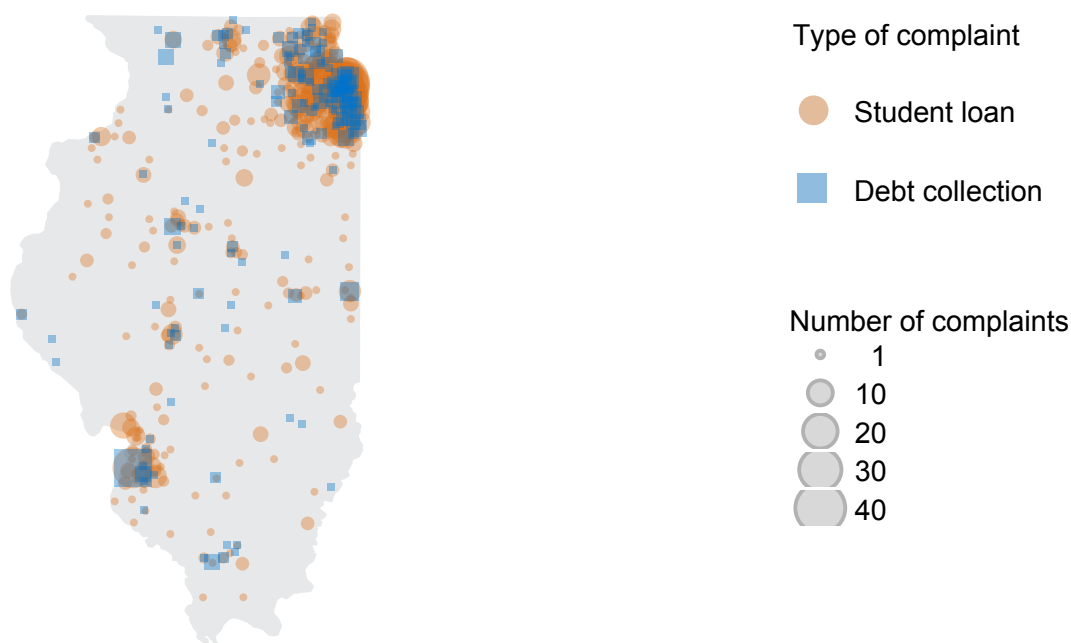 Type of complaint
Student loan
Debt collection
Number of complaints
1
10
20
30
40